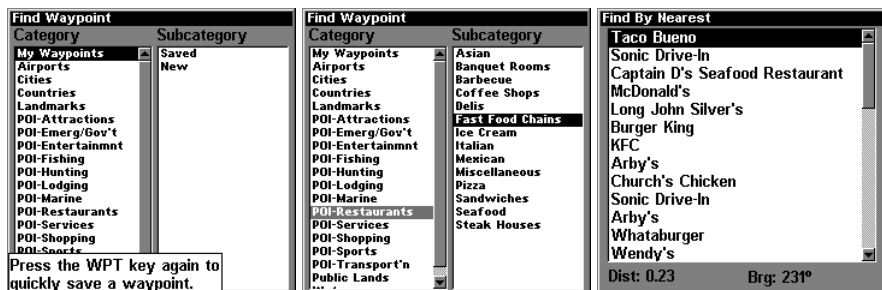 Find Waypoint
Category Subcategory
My Waypoints
Airports
Cities
Countries
Landmarks
POI-Attractions
POI-Emerg/Gov't
POI-Entertainmnt
POI-Fishing
POI-Hunting
POI-Lodging
POI-Marine
POI-Restaurants
POI-Services
POI-Shopping
POI-Sports
Saved
New
Press the WPT key again to
quickly save a waypoint.
Find Waypoint
Category Subcategory
My Waypoints
Airports
Cities
Countries
Landmarks
POI-Attractions
POI-Emerg/Gov't
POI-Entertainmnt
POI-Fishing
POI-Hunting
POI-Lodging
POI-Marine
POI-Restaurants
POI-Services
POI-Shopping
POI-Sports
POI-Transport'n
Public Lands
Asian
Banquet Rooms
Barbecue
Coffee Shops
Delis
Fast Food Chains
Ice Cream
Italian
Mexican
Miscellaneous
Pizza
Sandwiches
Seafood
Steak Houses
Find By Nearest
Taco Bueno
Sonic Drive-In
Captain D's Seafood Restaurant
McDonald's
Long John Silver's
Burger King
KFC
Arby's
Church's Chicken
Sonic Drive-In
Arby's
Whataburger
Wendy's
Dist: 0.23 Brg: 231º